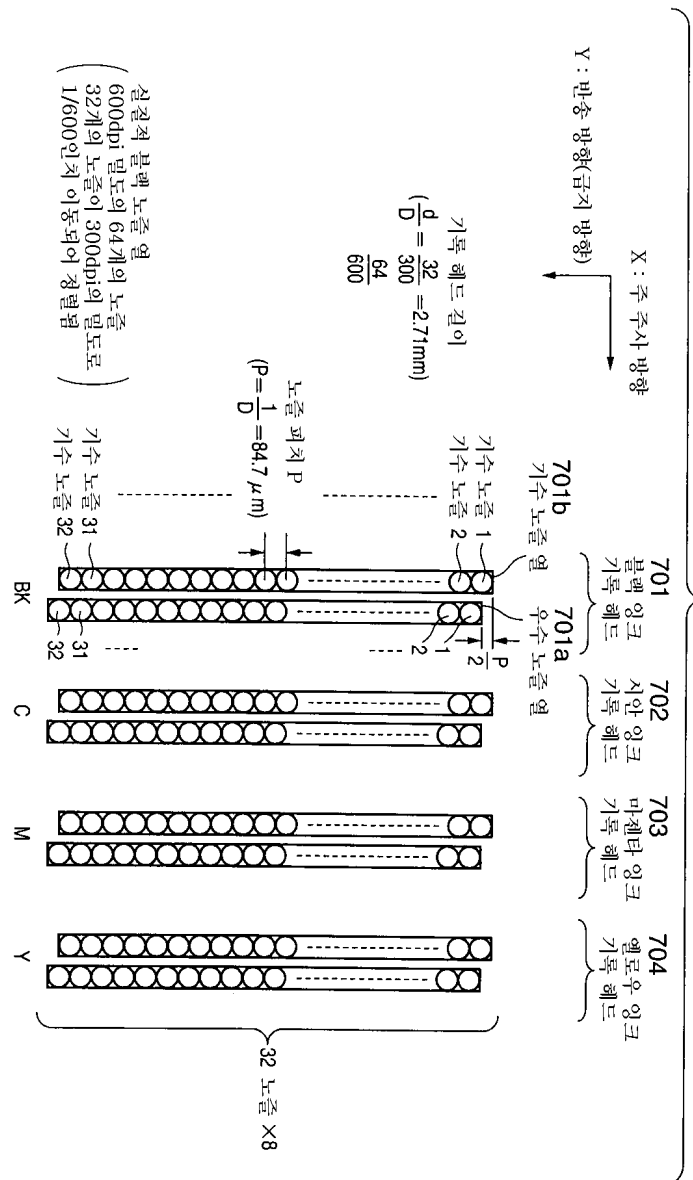 X : 주 주사 방향
Y : 반송 방향(급지 방향)
701
블랙 잉크
기록 헤드
702
시안 잉크
기록 헤드
703
마젠타 잉크
기록 헤드
704
옐로우 잉크
기록 헤드
701b
기수 노즐 열
701a
우수 노즐 열
기수 노즐 1
기수 노즐 2
1
2
P/2
기록 헤드 길이
(d/D = 32/300 =2.71mm)
64/600
노즐 피치 P
(P= 1/D =84.7 μm)
기수 노즐 31
기수 노즐 32
31
32
실질적 블랙 노즐 열
600dpi 밀도의 64개의 노즐
32개의 노즐이 300dpi의 밀도로
1/600인치 이동되어 정렬됨
BK
C
M
Y
32 노즐 ×8